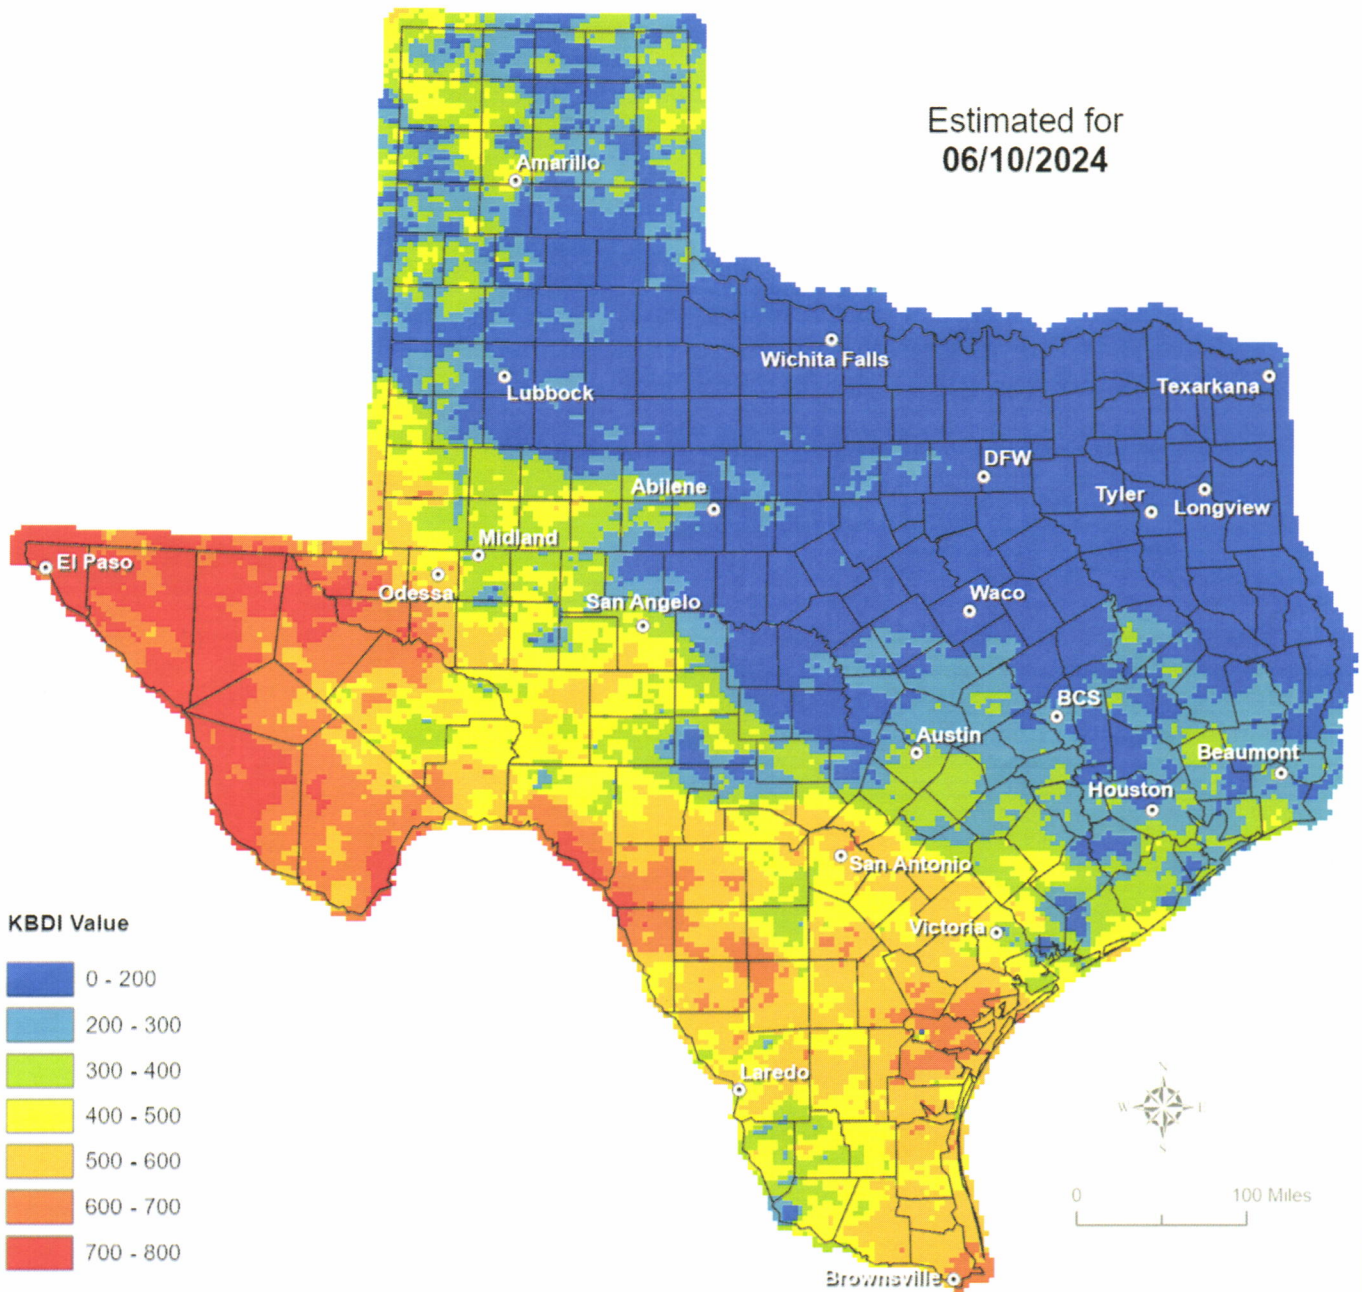 Estimated for
06/10/2024
Amarillo
Wichita Falls
Lubbock
Texarkana
DFW
Abilene
Tyler
Longview
Midland
El Paso
Odessa
San Angelo
Waco
BCS
Austin
Beaumont
Houston
San Antonio
Victoria
KBDI Value
0 - 200
200 - 300
300 - 400
400 - 500
500 - 600
600 - 700
700 - 800
Laredo
N
W E
S
0 100 Miles
Brownsville